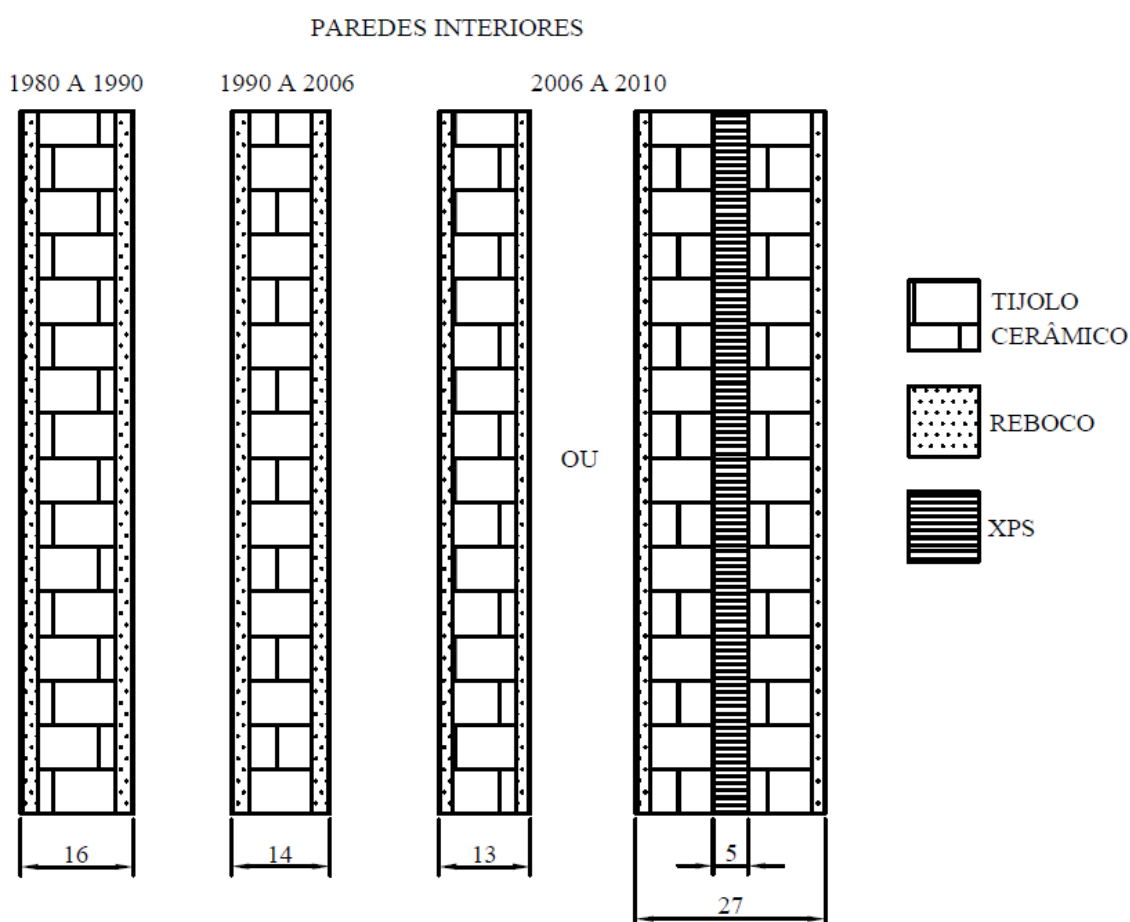 PAREDES INTERIORES
1980 A 1990
1990 A 2006
2006 A 2010
OU
TIJOLO
CERÂMICO
REBOCO
XPS
16
14
13
5
27